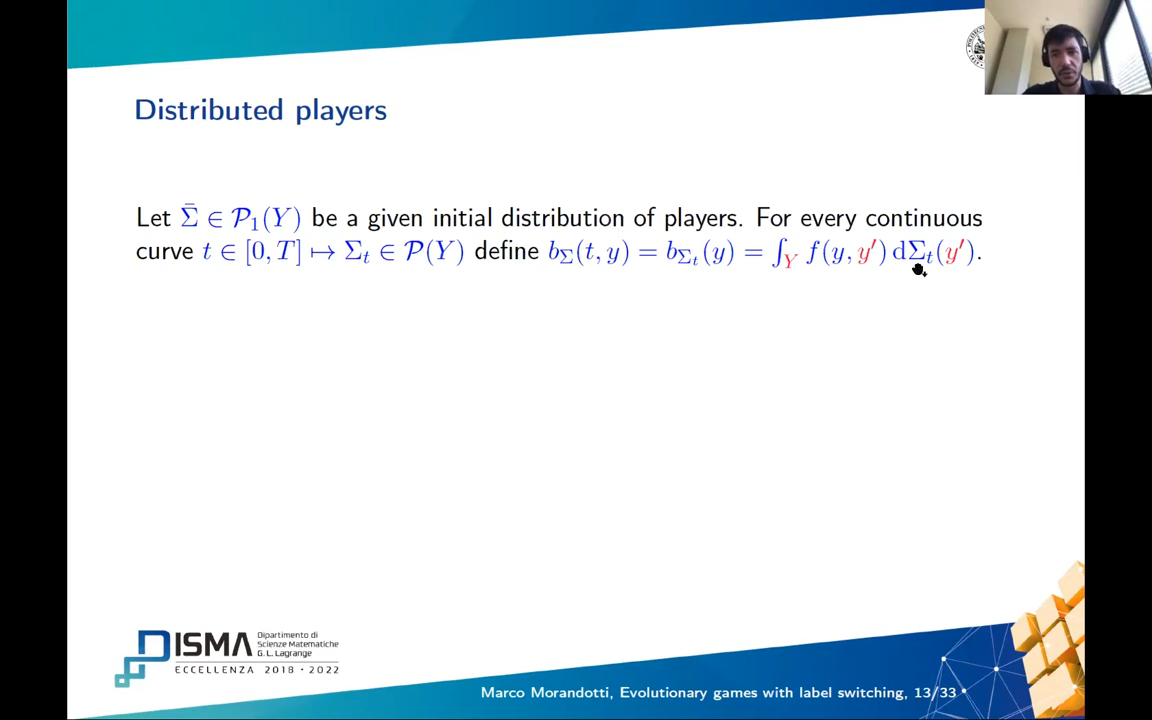 Distributed players
Let Σ̄ ∈ 𝒫₁(Y) be a given initial distribution of players. For every continuous
curve t ∈ [0, T] ↦ Σₜ ∈ 𝒫(Y) define b_Σ(t, y) = b_{Σₜ}(y) = ∫_Y f(y, y′) dΣₜ(y′).
DISMA
Dipartimento di
Scienze Matematiche
G. L. Lagrange
ECCELLENZA 2018 · 2022
Marco Morandotti, Evolutionary games with label switching, 13/33